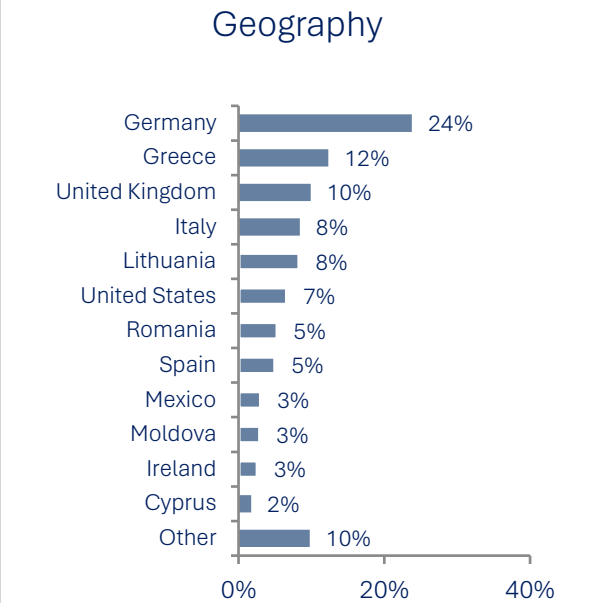 Geography
Germany 24%
Greece 12%
United Kingdom 10%
Italy 8%
Lithuania 8%
United States 7%
Romania 5%
Spain 5%
Mexico 3%
Moldova 3%
Ireland 3%
Cyprus 2%
Other 10%
0% 20% 40%